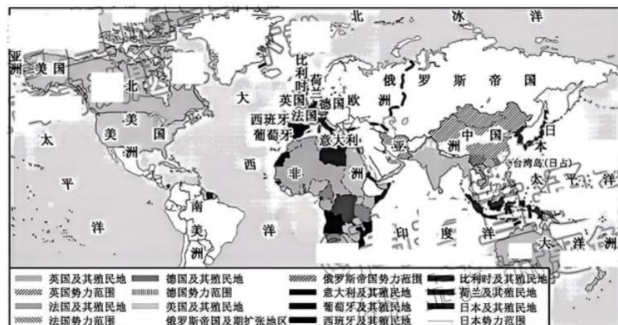 北 冰 洋
亚洲
美国
北 美 洲
美 国
大 西 洋
太 平 洋
比利时
荷兰
英国
德国
法国
欧 洲
俄 罗 斯 帝 国
西班牙
葡萄牙
意大利
亚 洲
中 国
日本
台湾岛(日占)
太 平 洋
非 洲
南美洲
印 度 洋
大 洋 洲
英国及其殖民地
英国势力范围
法国及其殖民地
法国势力范围
德国及其殖民地
德国势力范围
美国及其殖民地
俄罗斯帝国及期扩张地区
俄罗斯帝国势力范围
意大利及其殖民地
葡萄牙及其殖民地
西班牙及其殖民地
比利时及其殖民地
荷兰及其殖民地
日本及其殖民地
日本势力范围